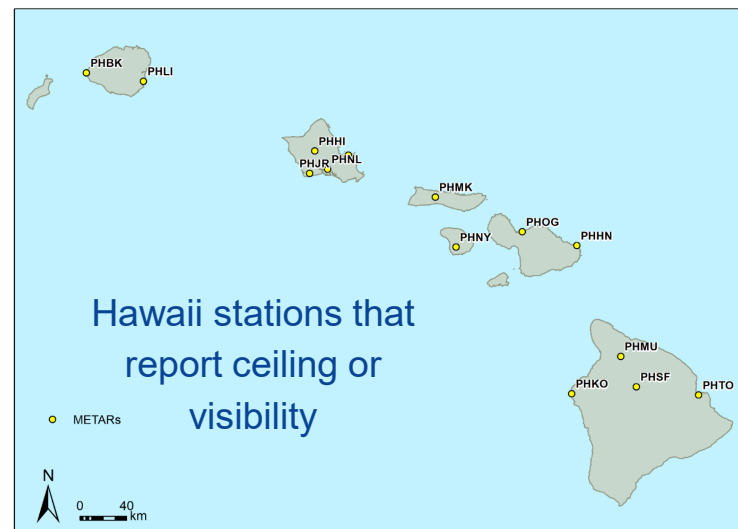 PHBK
PHLI
PHHI
PHJR PHNL
PHMK
PHOG
PHHN
PHNY
Hawaii stations that
report ceiling or
visibility
PHMU
PHSF
PHKO
PHTO
METARs
N
0 40
km